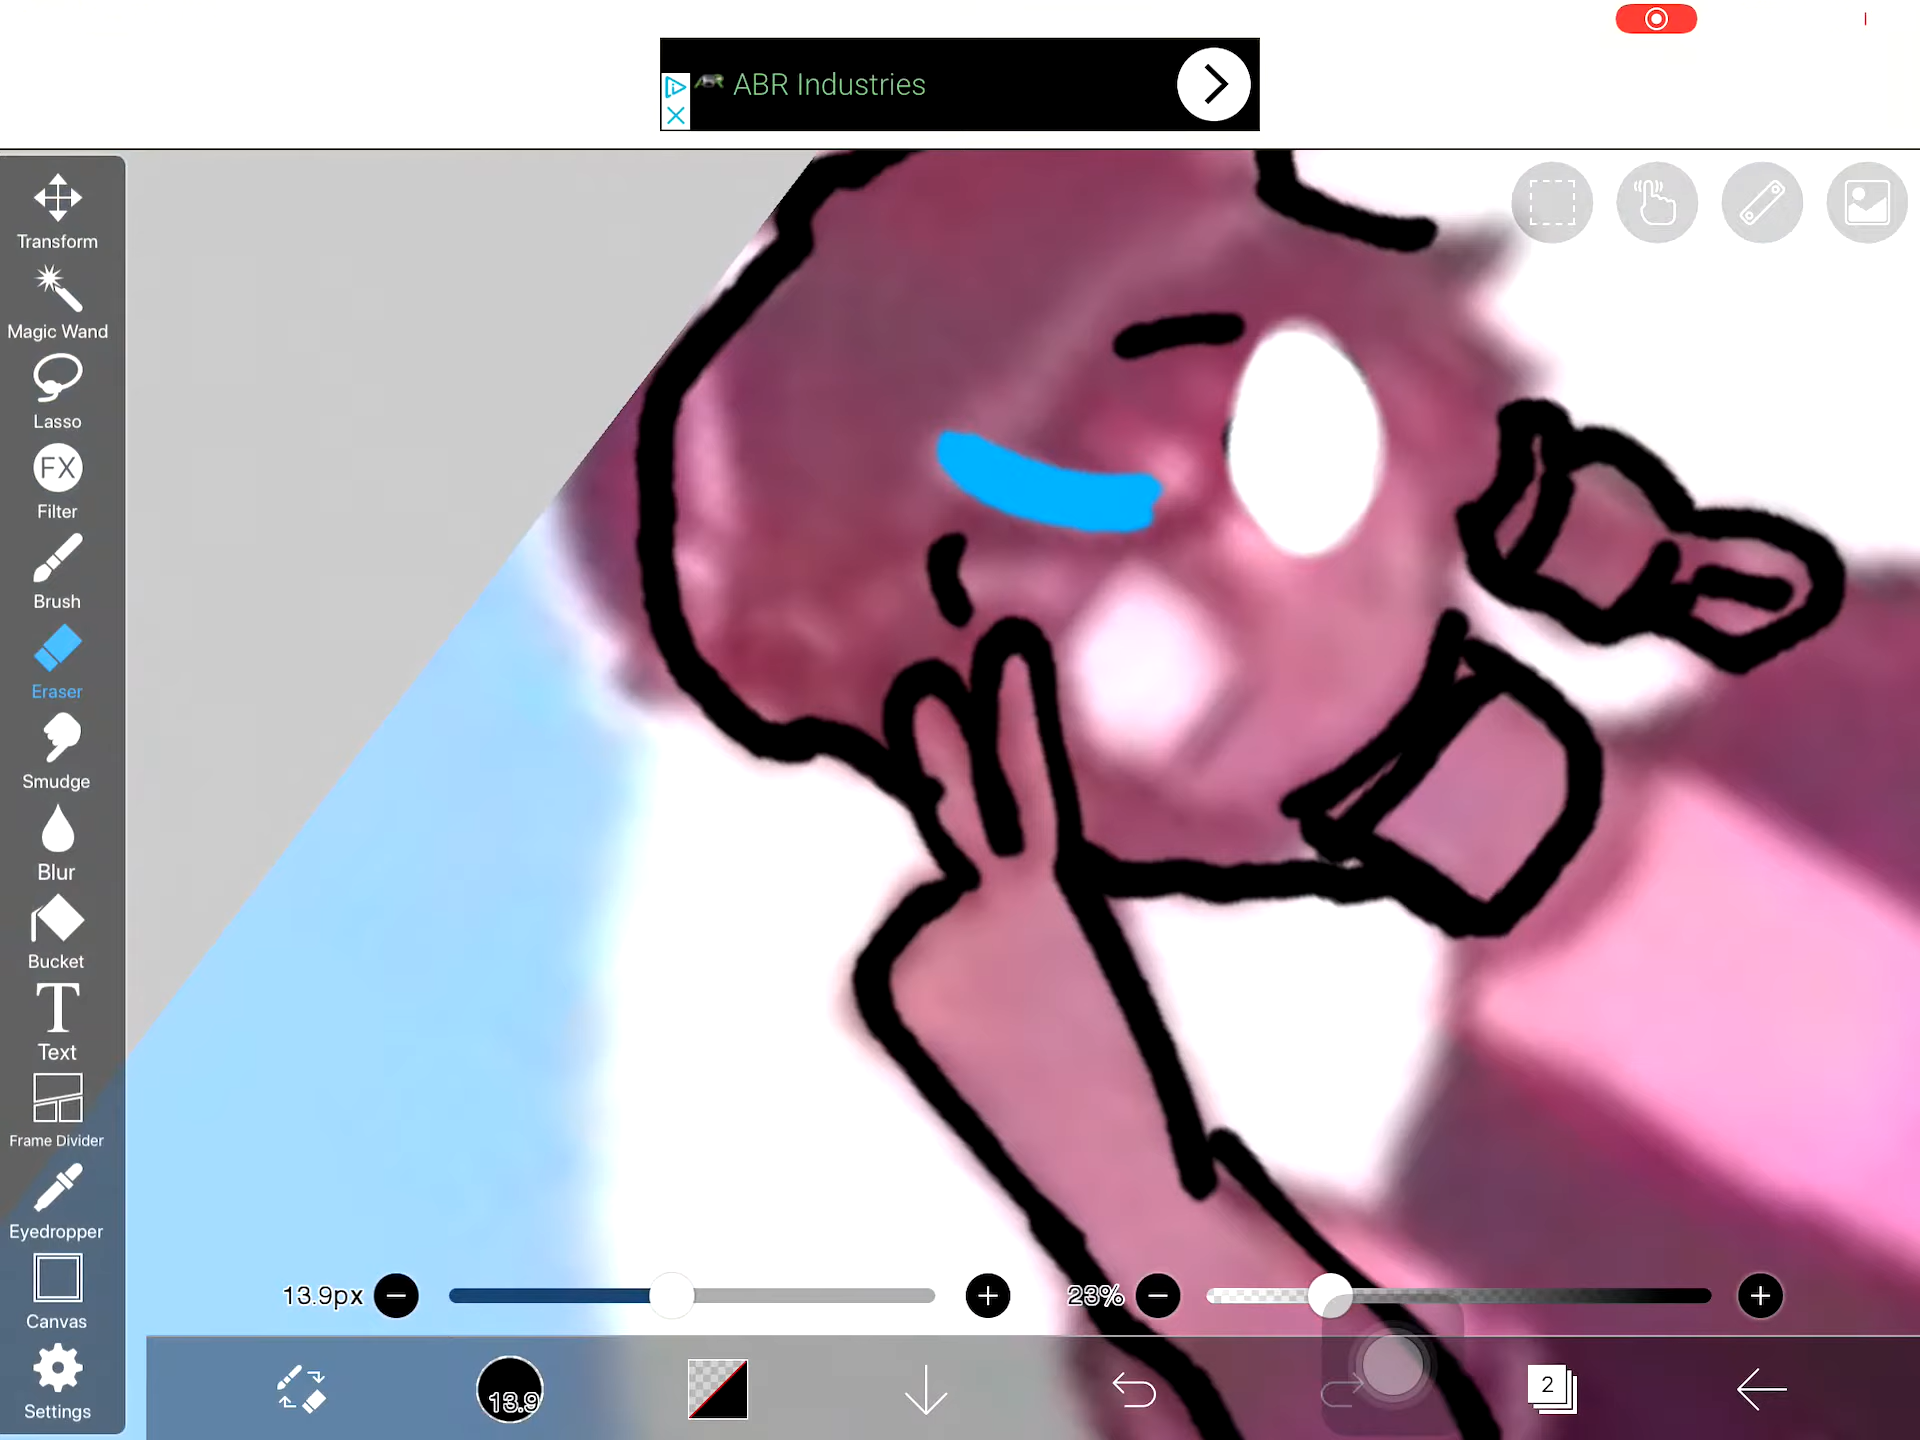 ABR Industries
Transform
Magic Wand
Lasso
FX
Filter
Brush
Eraser
Smudge
Blur
Bucket
T
Text
Frame Divider
Eyedropper
Canvas
Settings
13.9px
23%
13.9
2